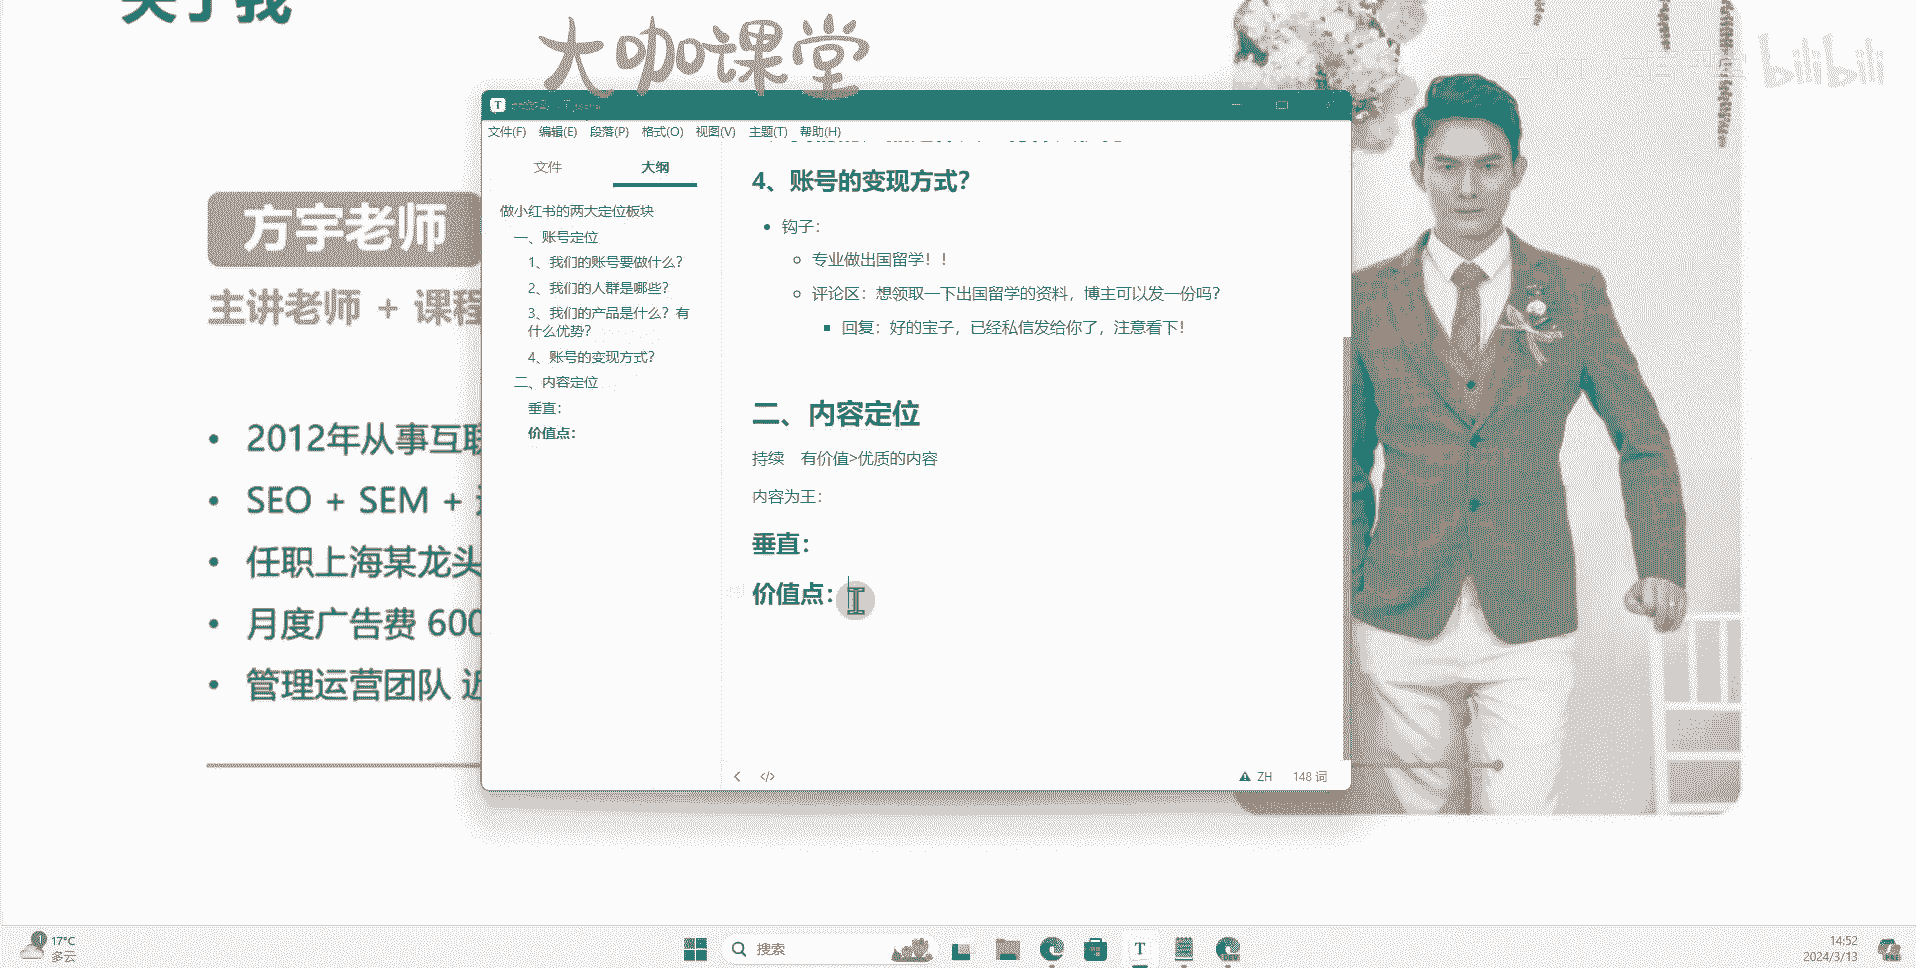 关于我
大咖课堂
bilibili
方宇老师
主讲老师 + 课程
2012年从事互联
SEO + SEM +
任职上海某龙头
月度广告费 600
管理运营团队 近
文件(F) 编辑(E) 段落(P) 格式(O) 视图(V) 主题(T) 帮助(H)
文件 大纲
做小红书的两大定位板块
一、账号定位
1、我们的账号要做什么?
2、我们的人群是哪些?
3、我们的产品是什么? 有
什么优势?
4、账号的变现方式?
二、内容定位
垂直:
价值点:
4、账号的变现方式?
钩子:
专业做出国留学！！
评论区：想领取一下出国留学的资料，博主可以发一份吗?
回复：好的宝子，已经私信发给你了，注意看下!
二、内容定位
持续 有价值>优质的内容
内容为王：
垂直：
价值点：
</> ZH 148 词
17°C
多云
搜索
T
DEV
14:52
2024/3/13